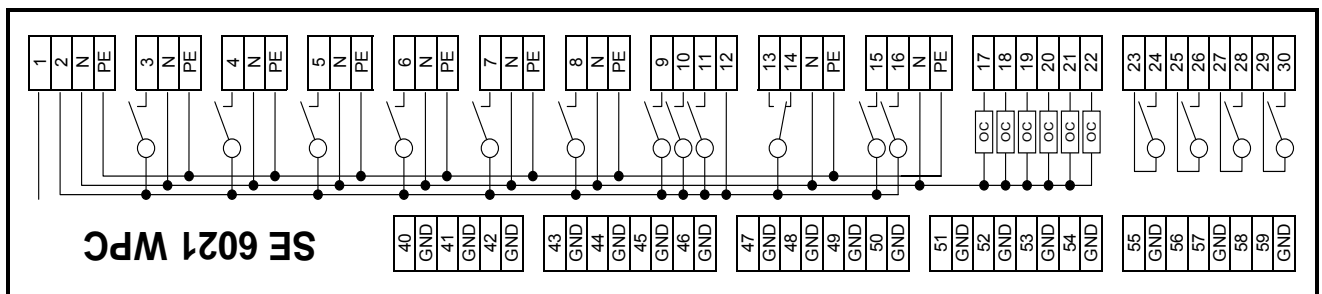 1 2 N PE 3 N PE 4 N PE 5 N PE 6 N PE 7 N PE 8 N PE 9 10 11 12 13 14 N PE 15 16 N PE 17 18 19 20 21 22 23 24 25 26 27 28 29 30
OC OC OC OC OC OC
SE 6021 WPC
40 GND 41 GND 42 GND 43 GND 44 GND 45 GND 46 GND 47 GND 48 GND 49 GND 50 GND 51 GND 52 GND 53 GND 54 GND 55 GND 56 57 GND 58 59 GND